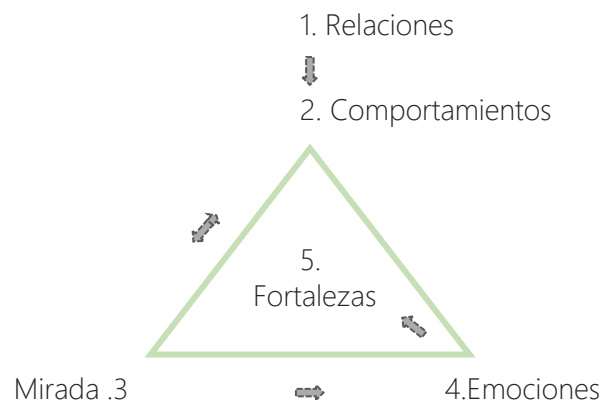 1. Relaciones
2. Comportamientos
5.
Fortalezas
Mirada .3
4.Emociones